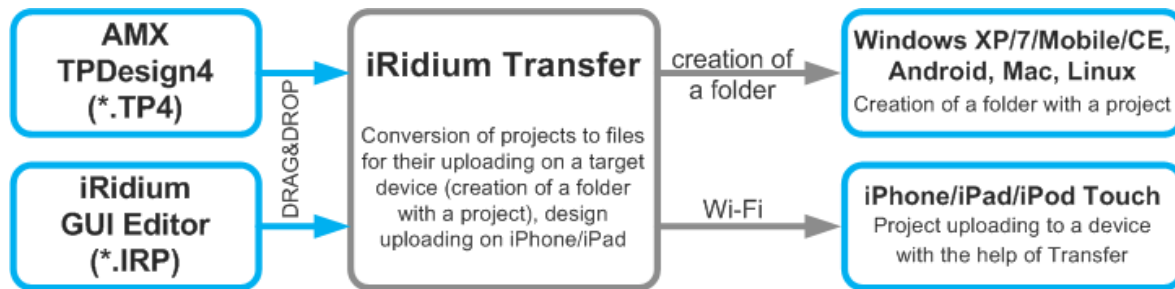 AMX
TPDesign4
(*.TP4)
iRidium
GUI Editor
(*.IRP)
DRAG&DROP
iRidium Transfer
Conversion of projects to files
for their uploading on a target
device (creation of a folder
with a project), design
uploading on iPhone/iPad
creation of
a folder
Wi-Fi
Windows XP/7/Mobile/CE,
Android, Mac, Linux
Creation of a folder with a project
iPhone/iPad/iPod Touch
Project uploading to a device
with the help of Transfer